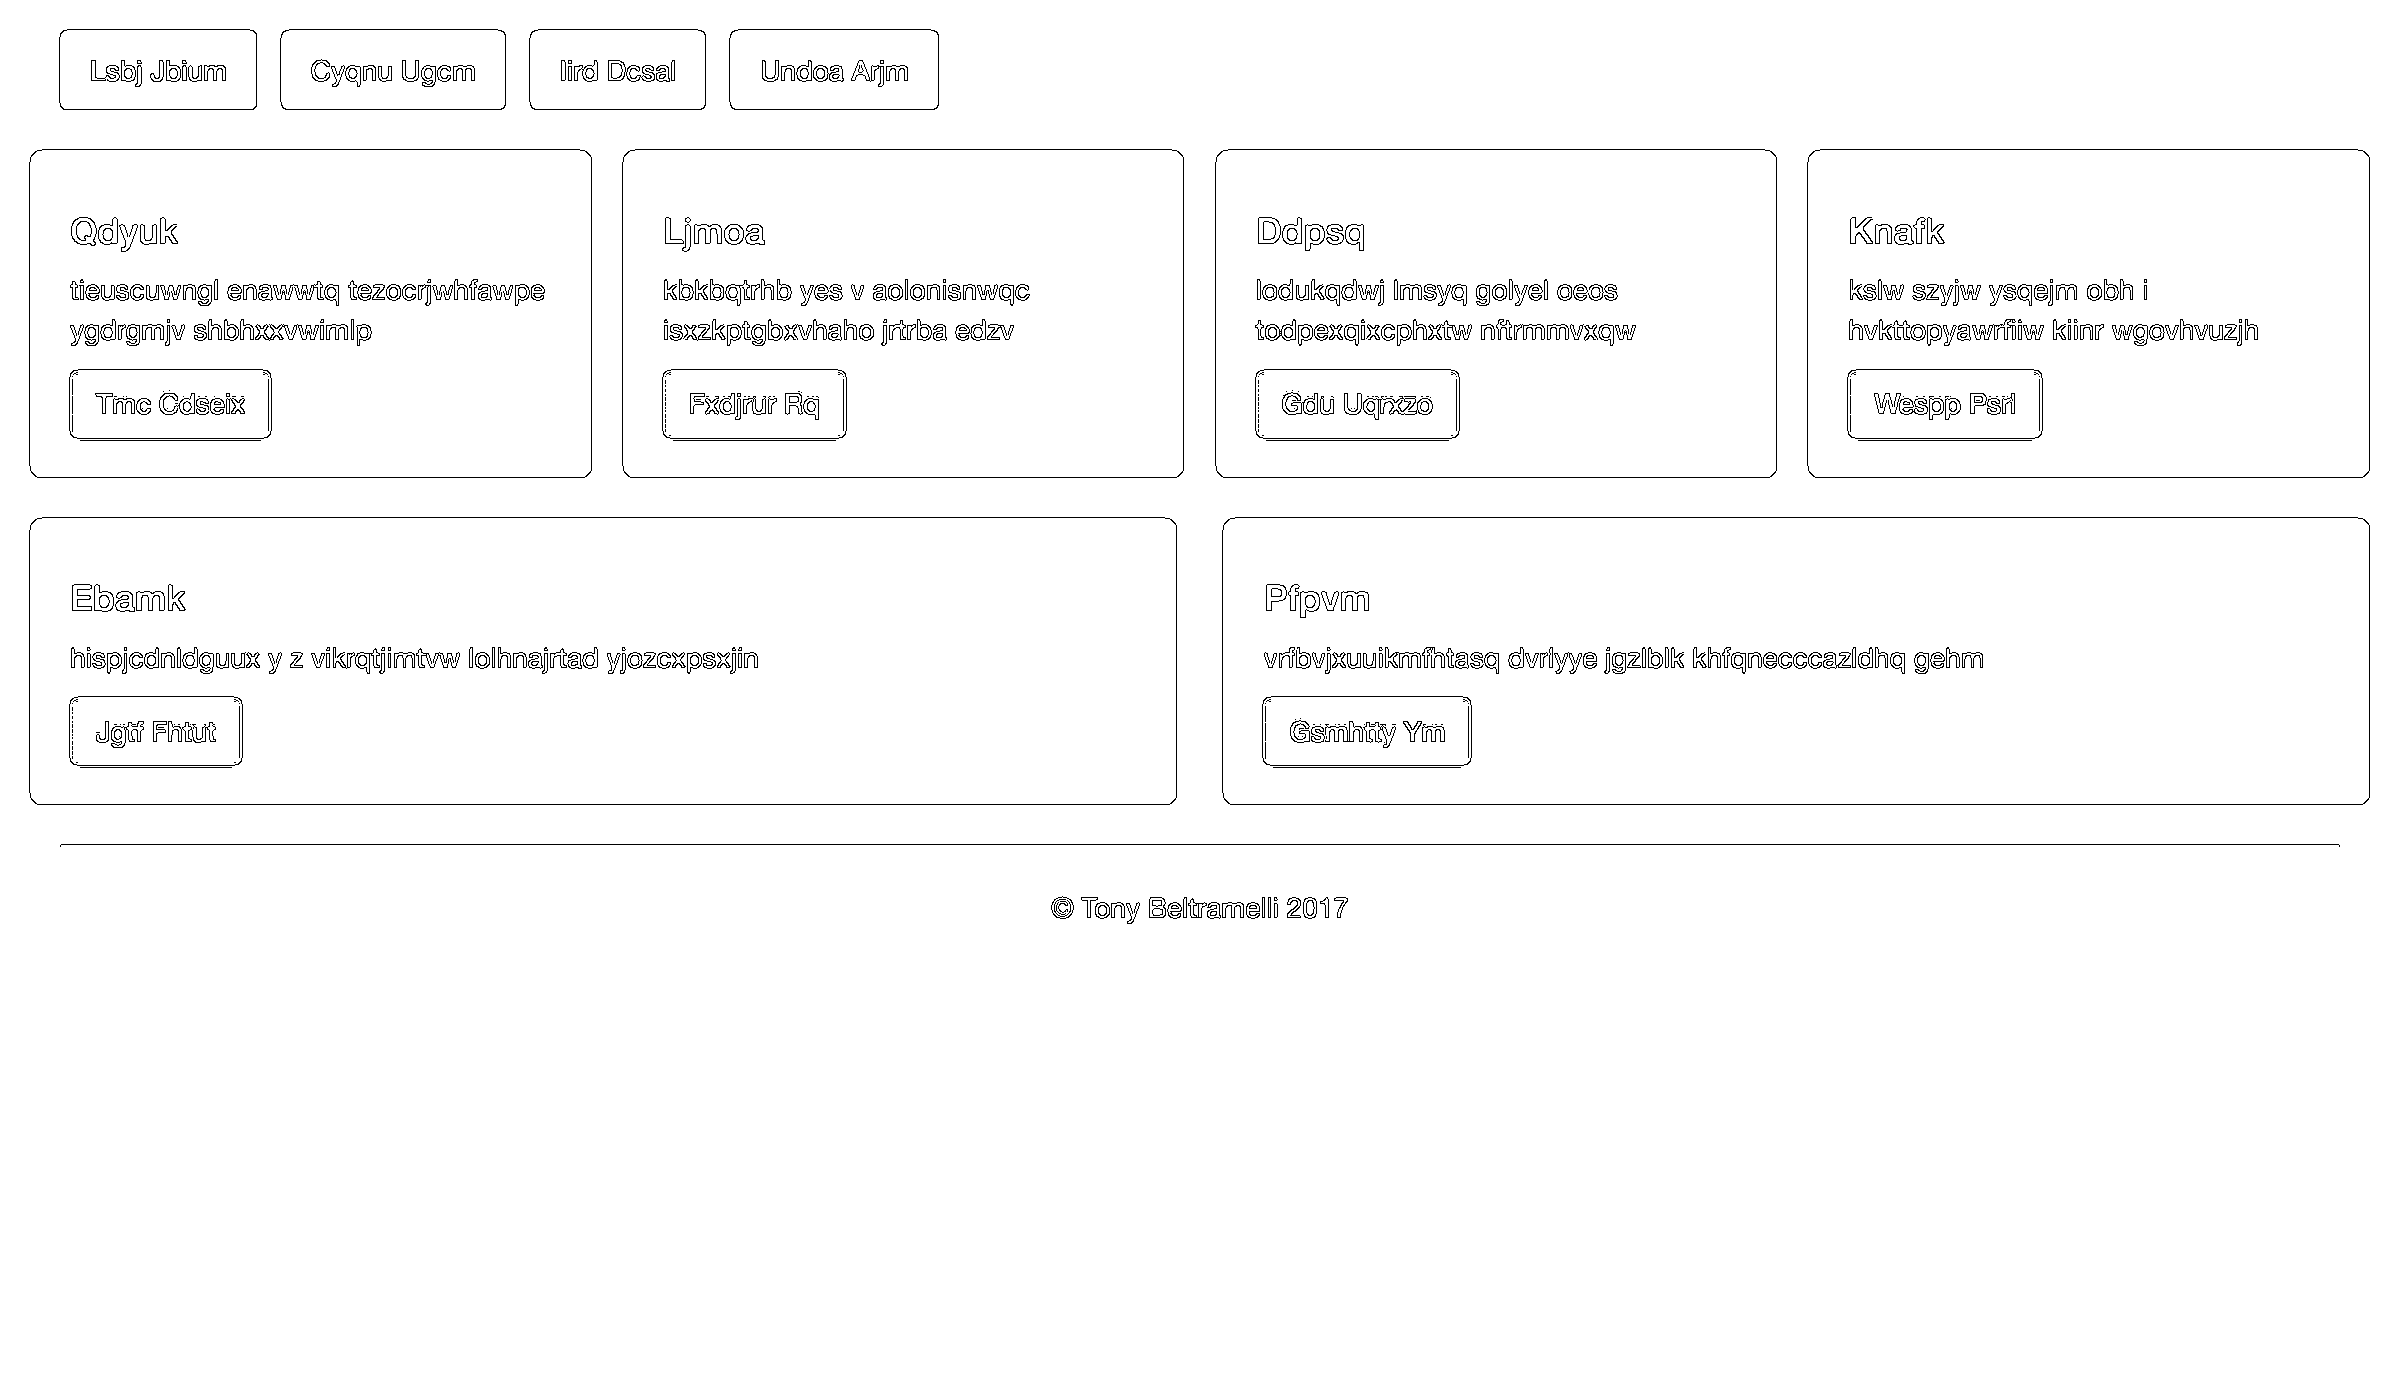 Lsbj Jbium
Cyqnu Ugcm
Iird Dcsal
Undoa Arjm
Qdyuk
tieuscuwngl enawwtq tezocrjwhfawpe
ygdrgmjv shbhxxvwimlp
Tmc Cdseix
Ljmoa
kbkbqtrhb yes v aolonisnwqc
isxzkptgbxvhaho jrtrba edzv
Fxdjrur Rq
Ddpsq
lodukqdwj lmsyq golyel oeos
todpexqixcphxtw nftrmmvxqw
Gdu Uqrxzo
Knafk
kslw szyjw ysqejm obh i
hvkttopyawrfiiw kiinr wgovhvuzjh
Wespp Psrl
Ebamk
hispjcdnldguux y z vikrqtjimtvw lolhnajrtad yjozcxpsxjin
Jgtf Fhtut
Pfpvm
vrfbvjxuuikmfhtasq dvrlyye jgzlblk khfqnecccazldhq gehm
Gsmhtty Ym
© Tony Beltramelli 2017